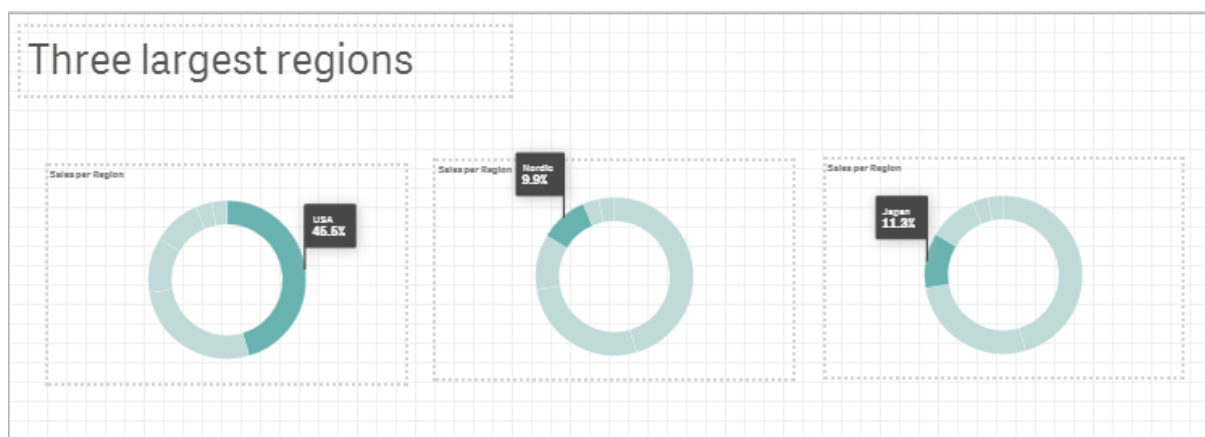 Three largest regions
Sales per Region
USA
45.5%
Sales per Region
Nordic
9.9%
Sales per Region
Japan
11.3%